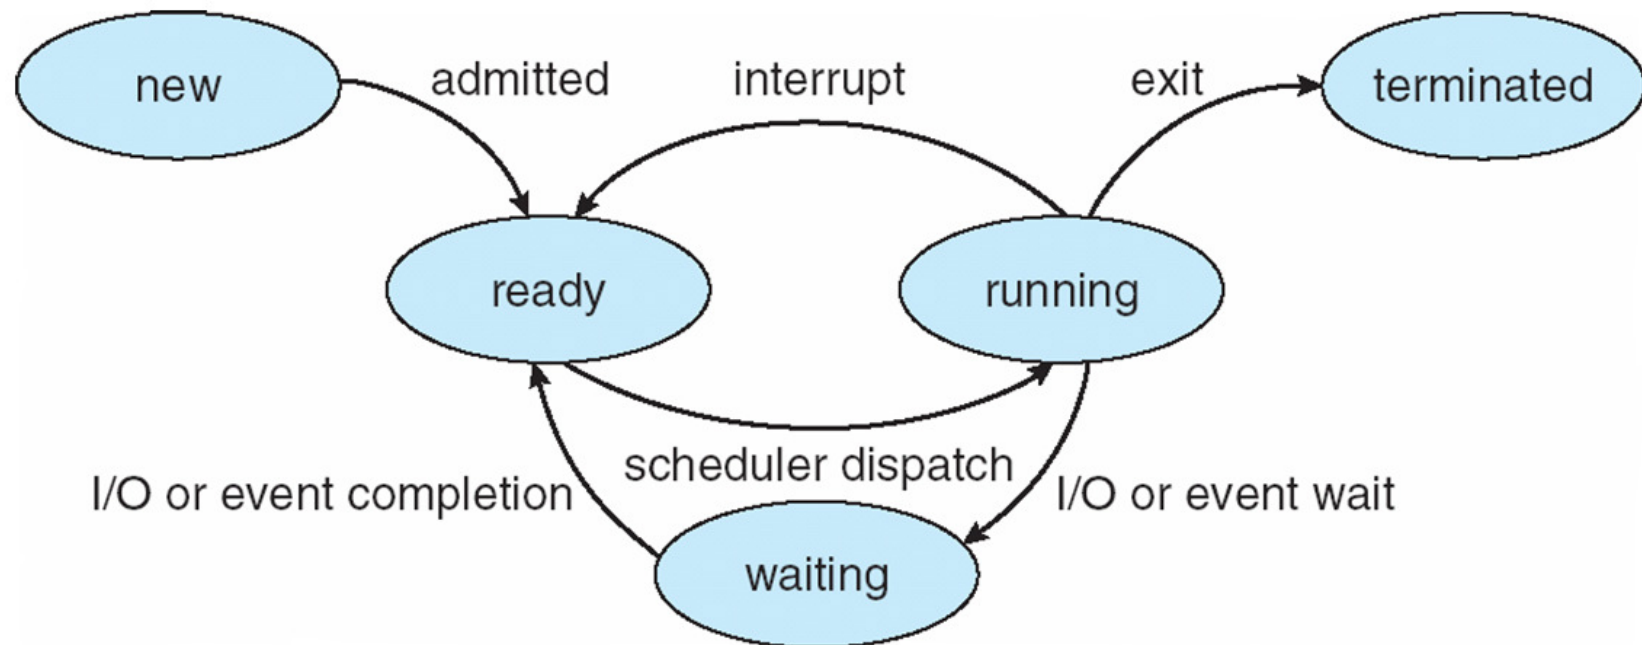 new
admitted
interrupt
exit
terminated
ready
running
scheduler dispatch
I/O or event completion
I/O or event wait
waiting